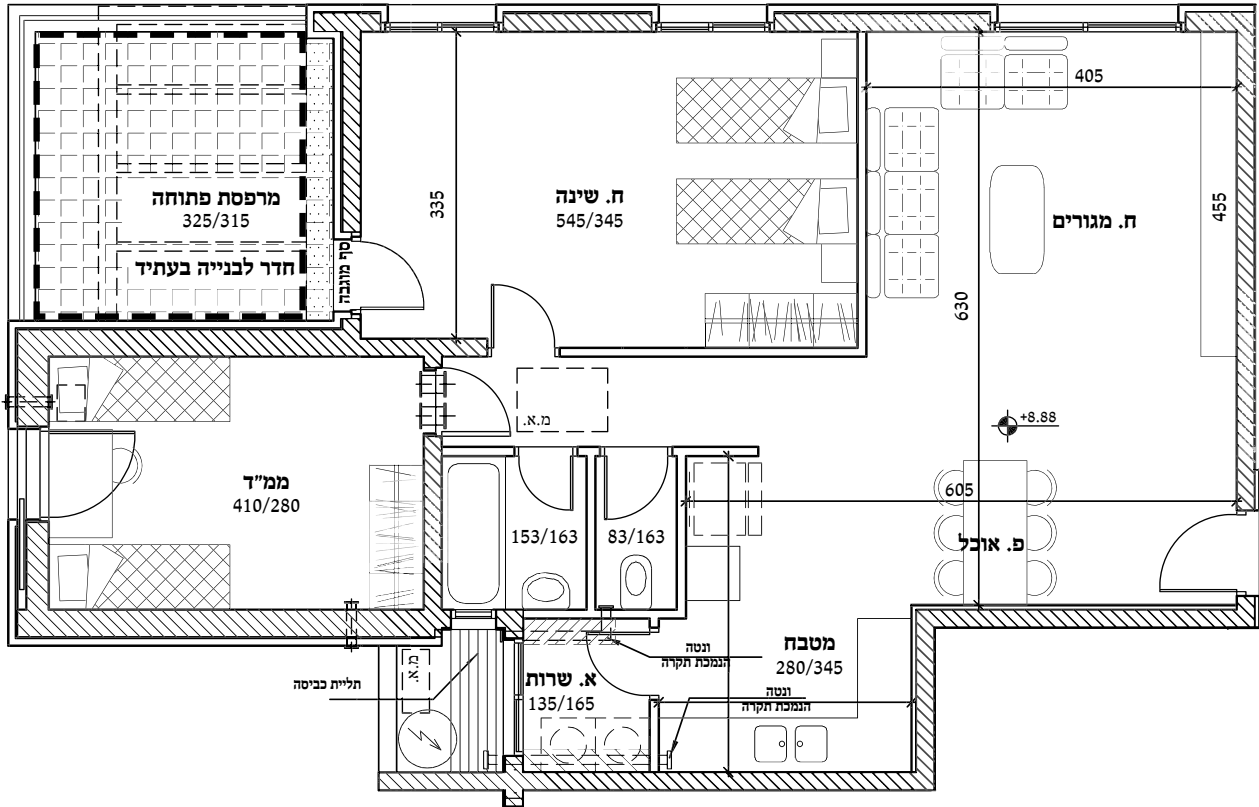 405
מרפסת פתוחה
325/315
ח. שינה
545/345
335
ח. מגורים
455
חדר לבנייה בעתיד
סף מוגבה
630
מ.א.
+8.88
ממ"ד
410/280
605
153/163
83/163
פ. אוכל
ונטה
הנמכת תקרה
מטבח
280/345
מ.א.
תליית כביסה
א. שרות
135/165
ונטה
הנמכת תקרה